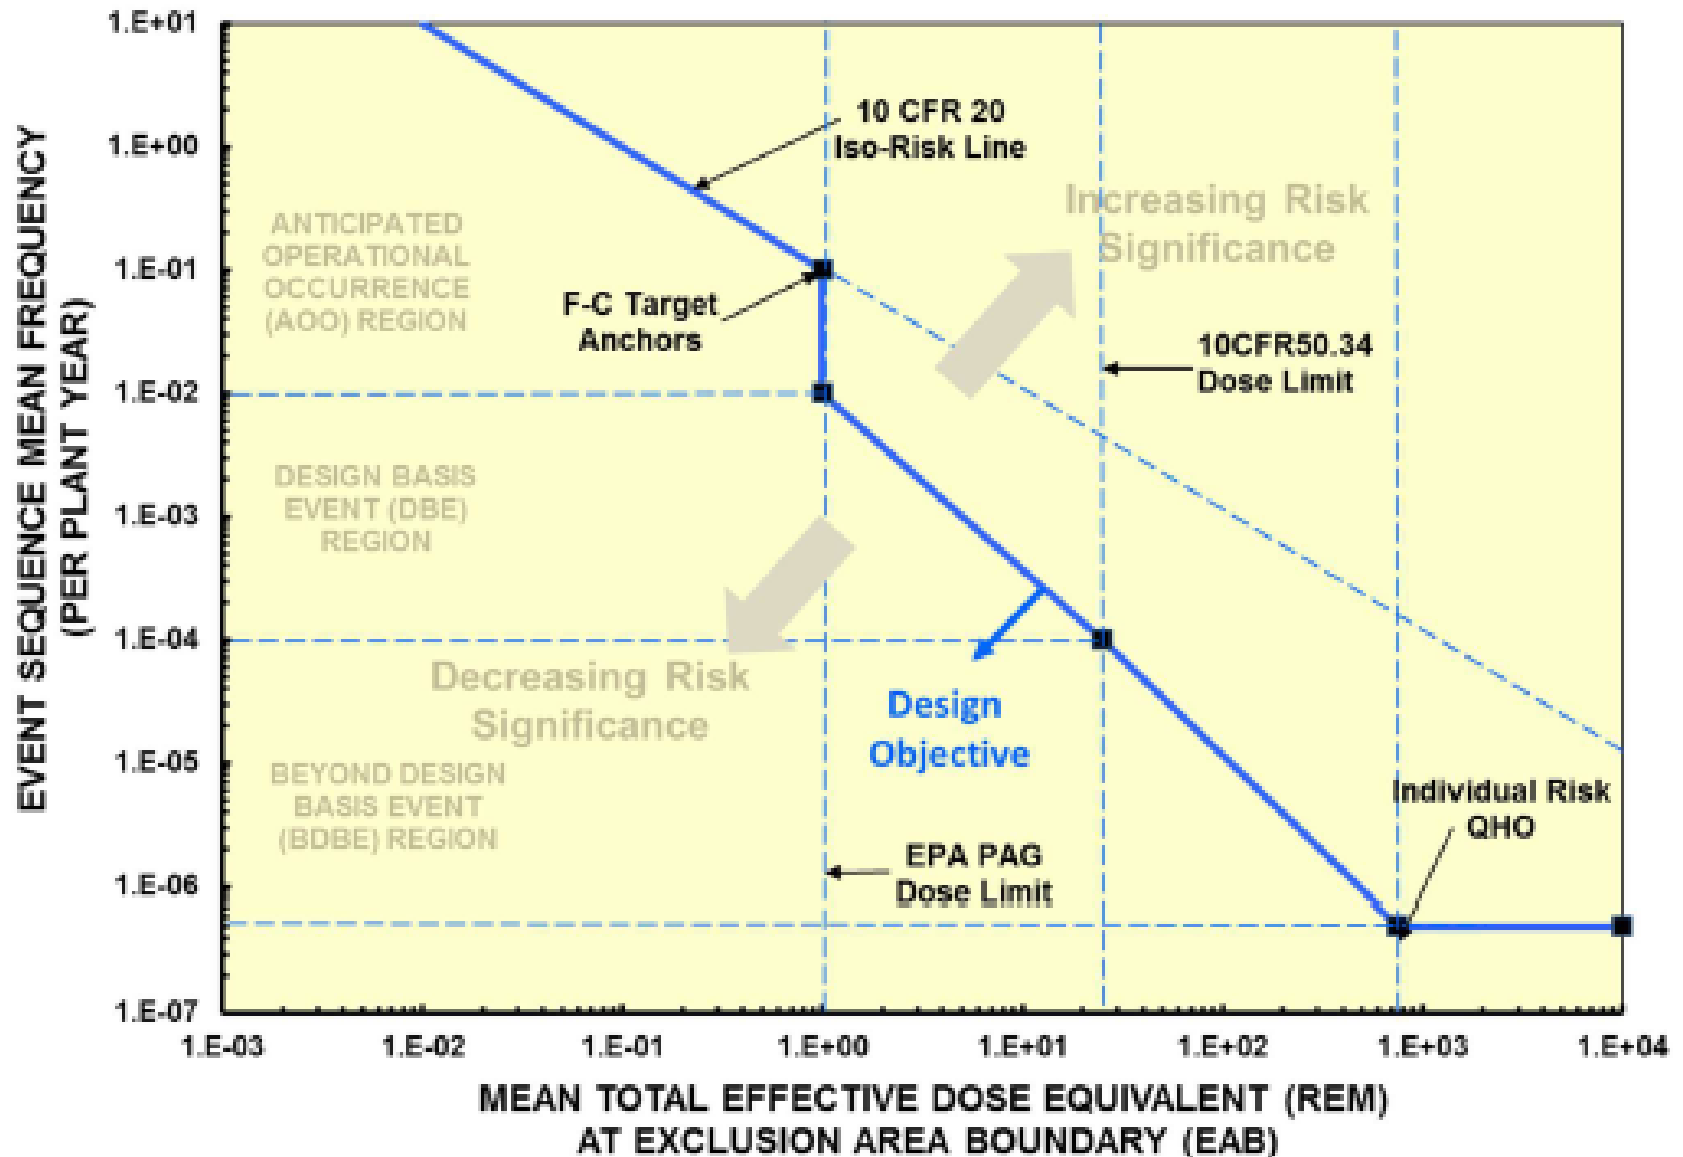 EVENT SEQUENCE MEAN FREQUENCY
(PER PLANT YEAR)
1.E+01
1.E+00
1.E-01
1.E-02
1.E-03
1.E-04
1.E-05
1.E-06
1.E-07
10 CFR 20
Iso-Risk Line
Increasing Risk
Significance
ANTICIPATED
OPERATIONAL
OCCURRENCE
(AOO) REGION
F-C Target
Anchors
10CFR50.34
Dose Limit
DESIGN BASIS
EVENT (DBE)
REGION
Decreasing Risk
Significance
Design
Objective
BEYOND DESIGN
BASIS EVENT
(BDBE) REGION
Individual Risk
QHO
EPA PAG
Dose Limit
1.E-03
1.E-02
1.E-01
1.E+00
1.E+01
1.E+02
1.E+03
1.E+04
MEAN TOTAL EFFECTIVE DOSE EQUIVALENT (REM)
AT EXCLUSION AREA BOUNDARY (EAB)